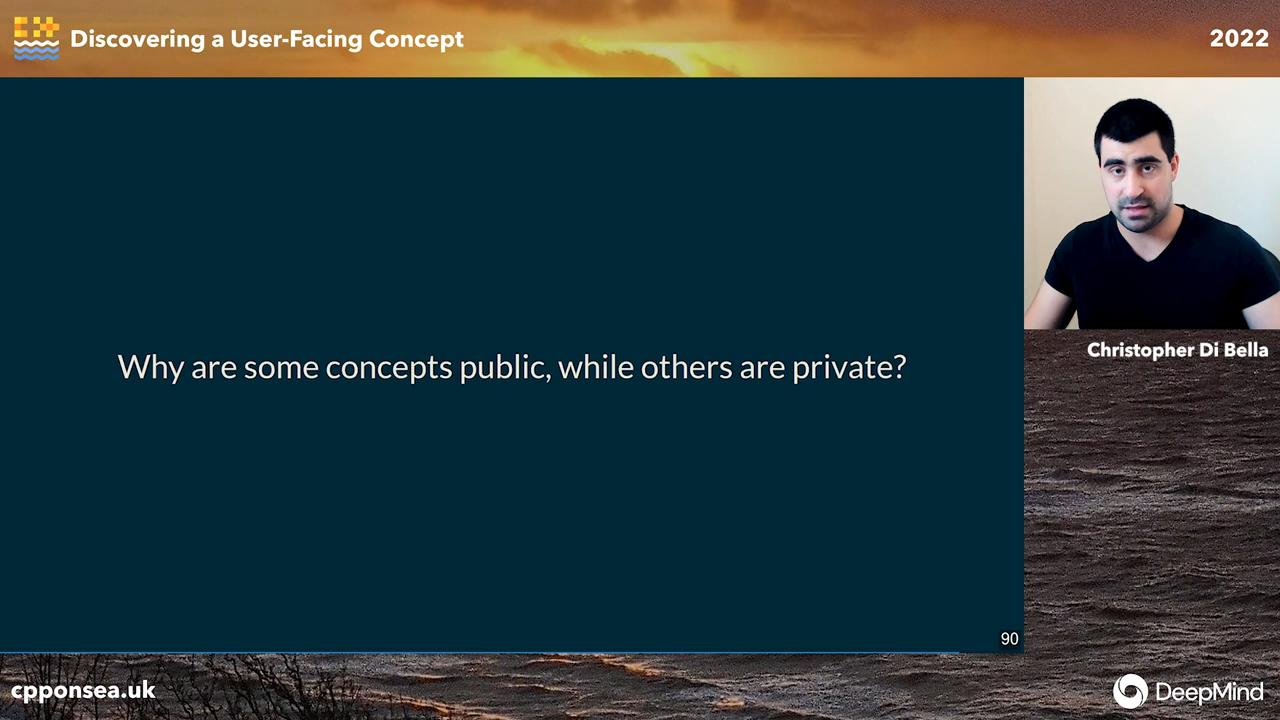 Discovering a User-Facing Concept
2022
Why are some concepts public, while others are private?
Christopher Di Bella
90
cpponsea.uk
DeepMind